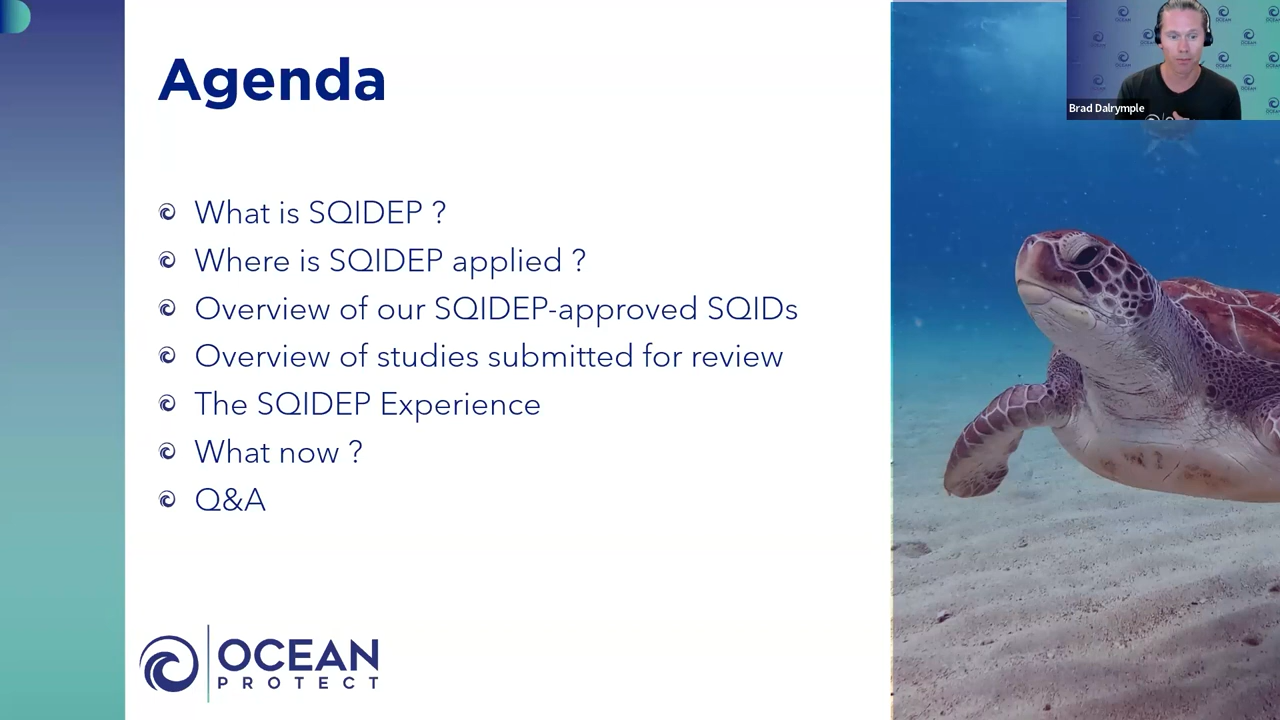 Agenda
What is SQIDEP ?
Where is SQIDEP applied ?
Overview of our SQIDEP-approved SQIDs
Overview of studies submitted for review
The SQIDEP Experience
What now ?
Q&A
OCEAN
PROTECT
Brad Dalrymple